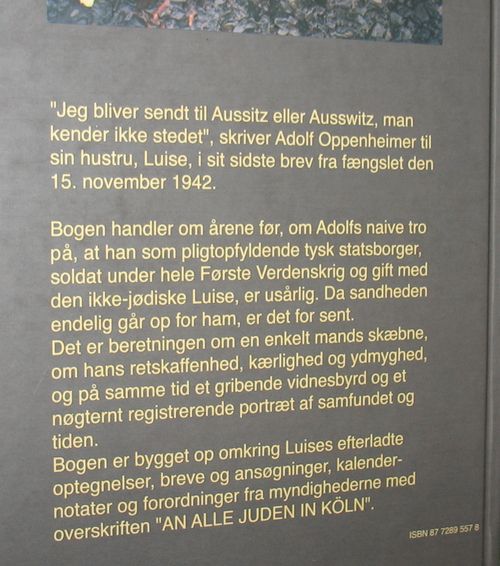 "Jeg bliver sendt til Aussitz eller Ausswitz, man
kender ikke stedet", skriver Adolf Oppenheimer til
sin hustru, Luise, i sit sidste brev fra fængslet den
15. november 1942.
Bogen handler om årene før, om Adolfs naive tro
på, at han som pligtopfyldende tysk statsborger,
soldat under hele Første Verdenskrig og gift med
den ikke-jødiske Luise, er usårlig. Da sandheden
endelig går op for ham, er det for sent.
Det er beretningen om en enkelt mands skæbne,
om hans retskaffenhed, kærlighed og ydmyghed,
og på samme tid et gribende vidnesbyrd og et
nøgternt registrerende portræt af samfundet og
tiden.
Bogen er bygget op omkring Luises efterladte
optegnelser, breve og ansøgninger, kalender-
notater og forordninger fra myndighederne med
overskriften "AN ALLE JUDEN IN KÖLN".
ISBN 87 7289 557 8